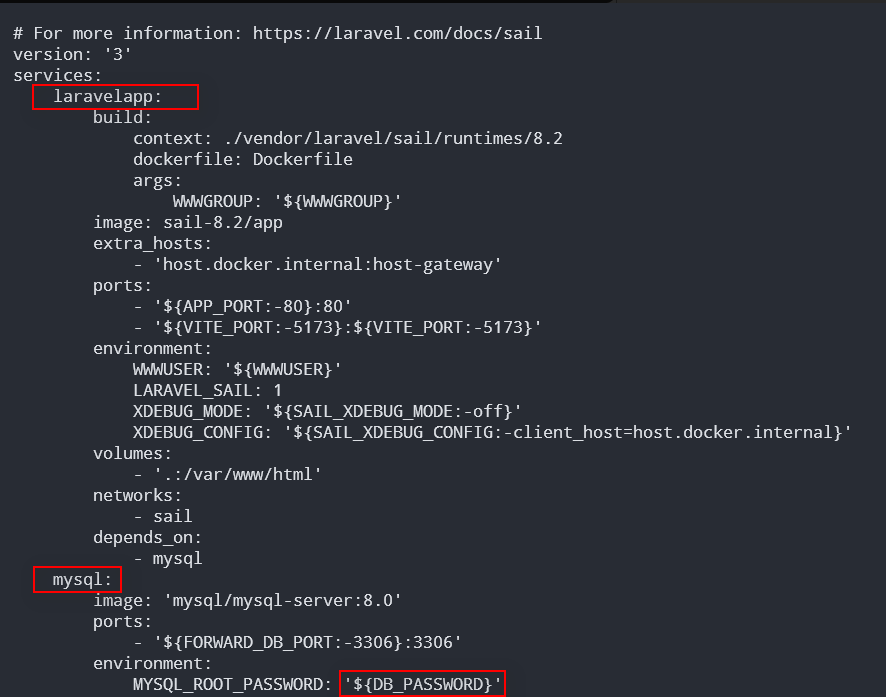 # For more information: https://laravel.com/docs/sail
version: '3'
services:
    laravelapp:
        build:
            context: ./vendor/laravel/sail/runtimes/8.2
            dockerfile: Dockerfile
            args:
                WWWGROUP: '${WWWGROUP}'
        image: sail-8.2/app
        extra_hosts:
            - 'host.docker.internal:host-gateway'
        ports:
            - '${APP_PORT:-80}:80'
            - '${VITE_PORT:-5173}:${VITE_PORT:-5173}'
        environment:
            WWWUSER: '${WWWUSER}'
            LARAVEL_SAIL: 1
            XDEBUG_MODE: '${SAIL_XDEBUG_MODE:-off}'
            XDEBUG_CONFIG: '${SAIL_XDEBUG_CONFIG:-client_host=host.docker.internal}'
        volumes:
            - '.:/var/www/html'
        networks:
            - sail
        depends_on:
            - mysql
    mysql:
        image: 'mysql/mysql-server:8.0'
        ports:
            - '${FORWARD_DB_PORT:-3306}:3306'
        environment:
            MYSQL_ROOT_PASSWORD: '${DB_PASSWORD}'